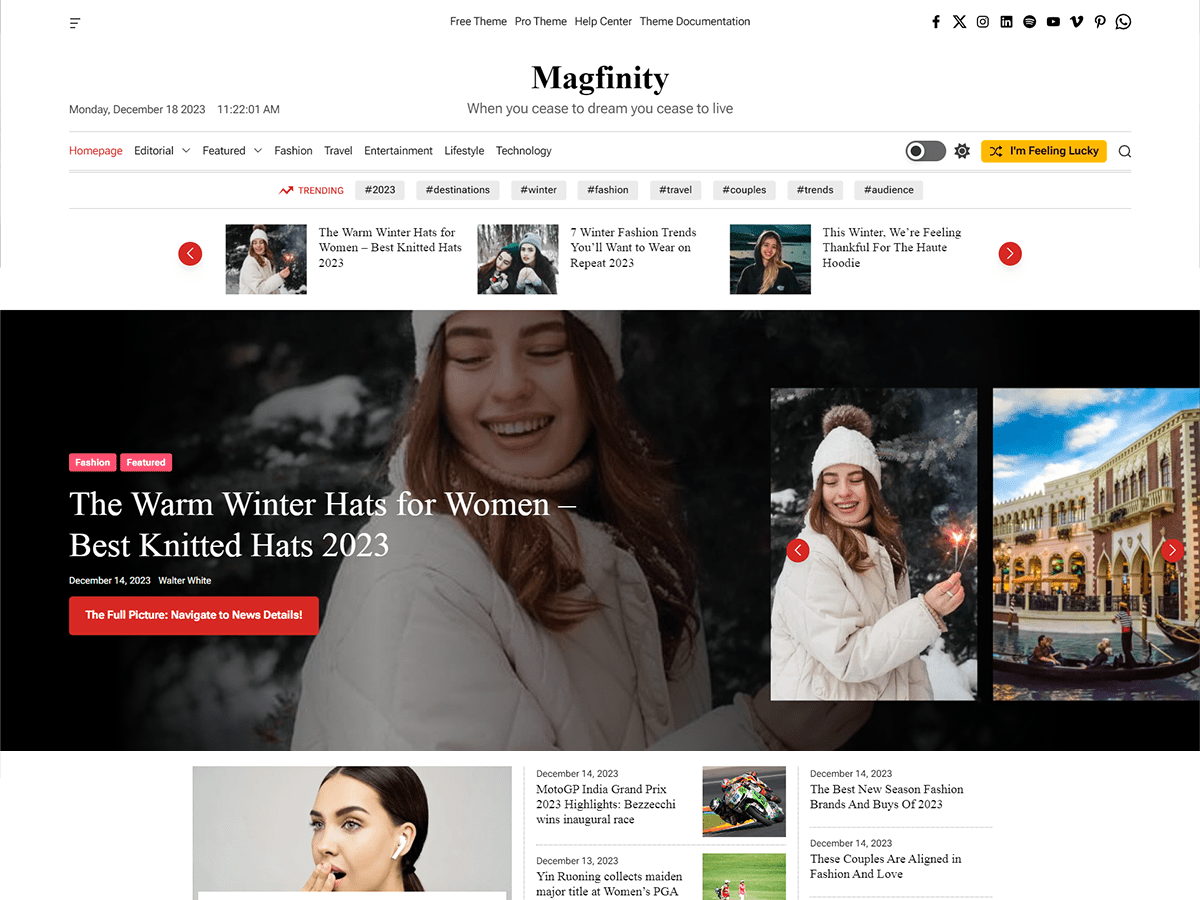 Free Theme Pro Theme Help Center Theme Documentation
Magfinity
When you cease to dream you cease to live
Monday, December 18 2023 11:22:01 AM
Homepage Editorial Featured Fashion Travel Entertainment Lifestyle Technology
I'm Feeling Lucky
TRENDING #2023 #destinations #winter #fashion #travel #couples #trends #audience
The Warm Winter Hats for
Women – Best Knitted Hats
2023
7 Winter Fashion Trends
You’ll Want to Wear on
Repeat 2023
This Winter, We’re Feeling
Thankful For The Haute
Hoodie
Fashion Featured
The Warm Winter Hats for Women –
Best Knitted Hats 2023
December 14, 2023 Walter White
The Full Picture: Navigate to News Details!
December 14, 2023
MotoGP India Grand Prix
2023 Highlights: Bezzecchi
wins inaugural race
December 13, 2023
Yin Ruoning collects maiden
major title at Women’s PGA
December 14, 2023
The Best New Season Fashion
Brands And Buys Of 2023
December 14, 2023
These Couples Are Aligned in
Fashion And Love